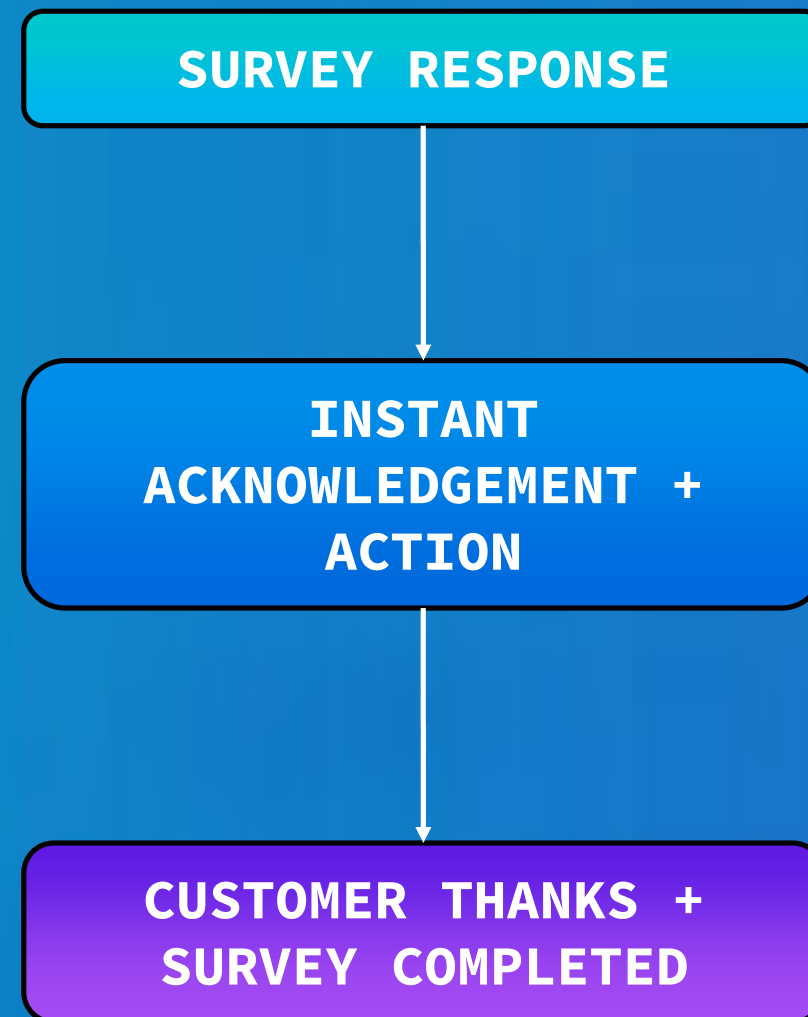 SURVEY RESPONSE
INSTANT
ACKNOWLEDGEMENT +
ACTION
CUSTOMER THANKS +
SURVEY COMPLETED